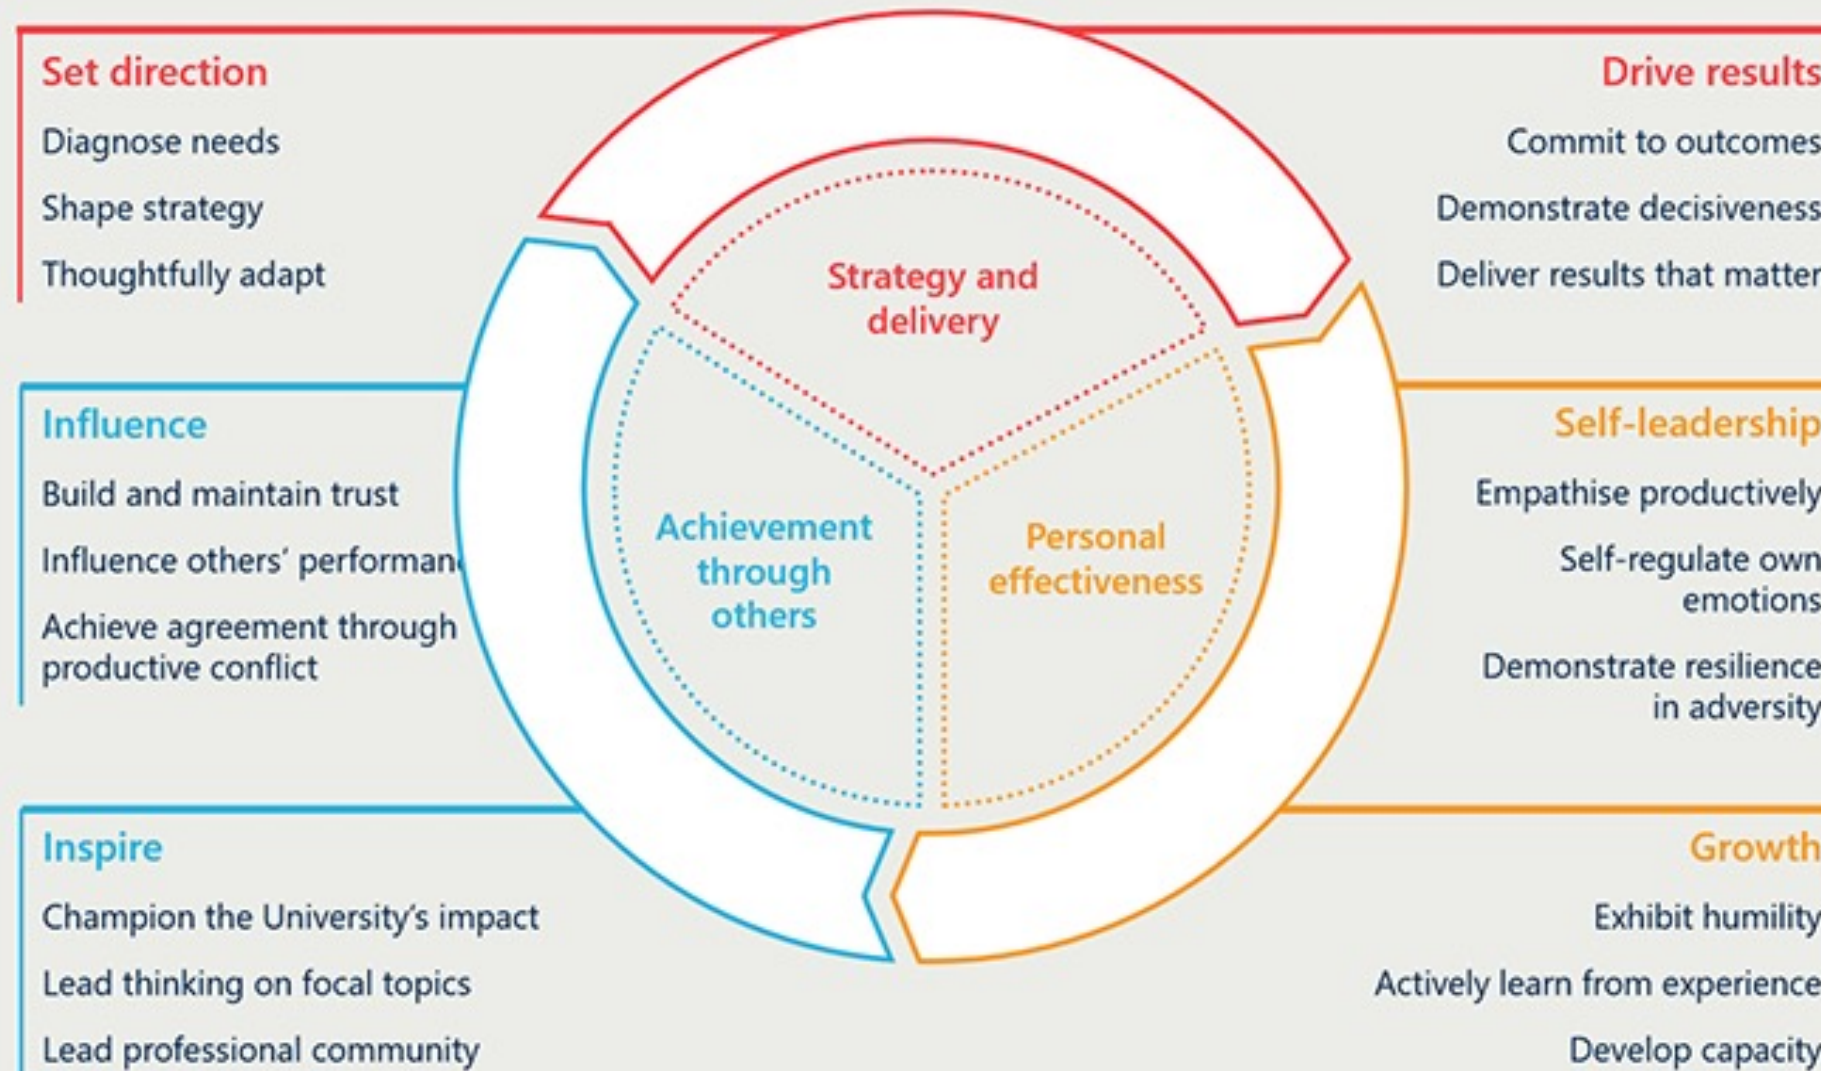 Set direction
Diagnose needs
Shape strategy
Thoughtfully adapt
Drive results
Commit to outcomes
Demonstrate decisiveness
Deliver results that matter
Strategy and
delivery
Influence
Build and maintain trust
Influence others’ performan
Achieve agreement through
productive conflict
Achievement
through
others
Personal
effectiveness
Self-leadership
Empathise productively
Self-regulate own
emotions
Demonstrate resilience
in adversity
Inspire
Champion the University’s impact
Lead thinking on focal topics
Lead professional community
Growth
Exhibit humility
Actively learn from experience
Develop capacity